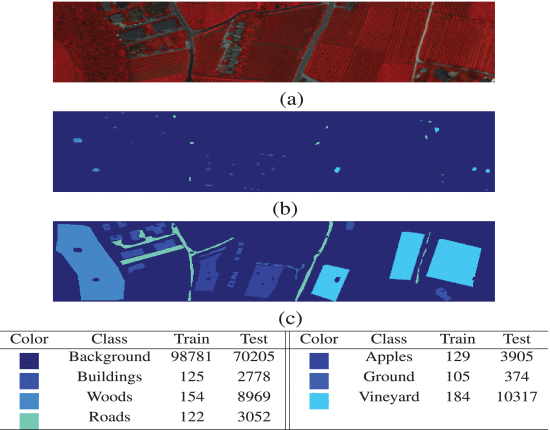 (a)
(b)
(c)
Color Class Train Test Color Class Train Test
Background 98781 70205 Apples 129 3905
Buildings 125 2778 Ground 105 374
Woods 154 8969 Vineyard 184 10317
Roads 122 3052